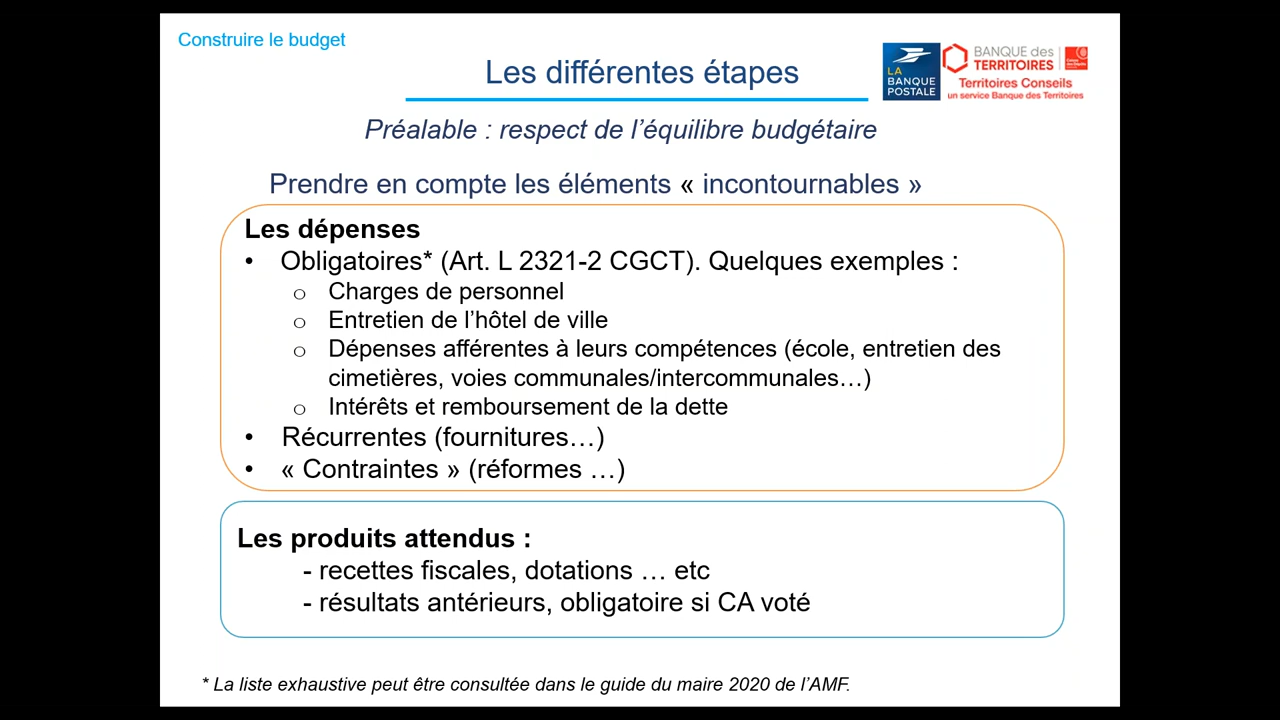 Construire le budget
Les différentes étapes
LA
BANQUE
POSTALE
BANQUE des
TERRITOIRES
Territoires Conseils
un service Banque des Territoires
Préalable : respect de l'équilibre budgétaire
Prendre en compte les éléments « incontournables »
Les dépenses
• Obligatoires* (Art. L 2321-2 CGCT). Quelques exemples :
o Charges de personnel
o Entretien de l'hôtel de ville
o Dépenses afférentes à leurs compétences (école, entretien des
cimetières, voies communales/intercommunales…)
o Intérêts et remboursement de la dette
• Récurrentes (fournitures…)
• « Contraintes » (réformes …)
Les produits attendus :
- recettes fiscales, dotations … etc
- résultats antérieurs, obligatoire si CA voté
* La liste exhaustive peut être consultée dans le guide du maire 2020 de l'AMF.